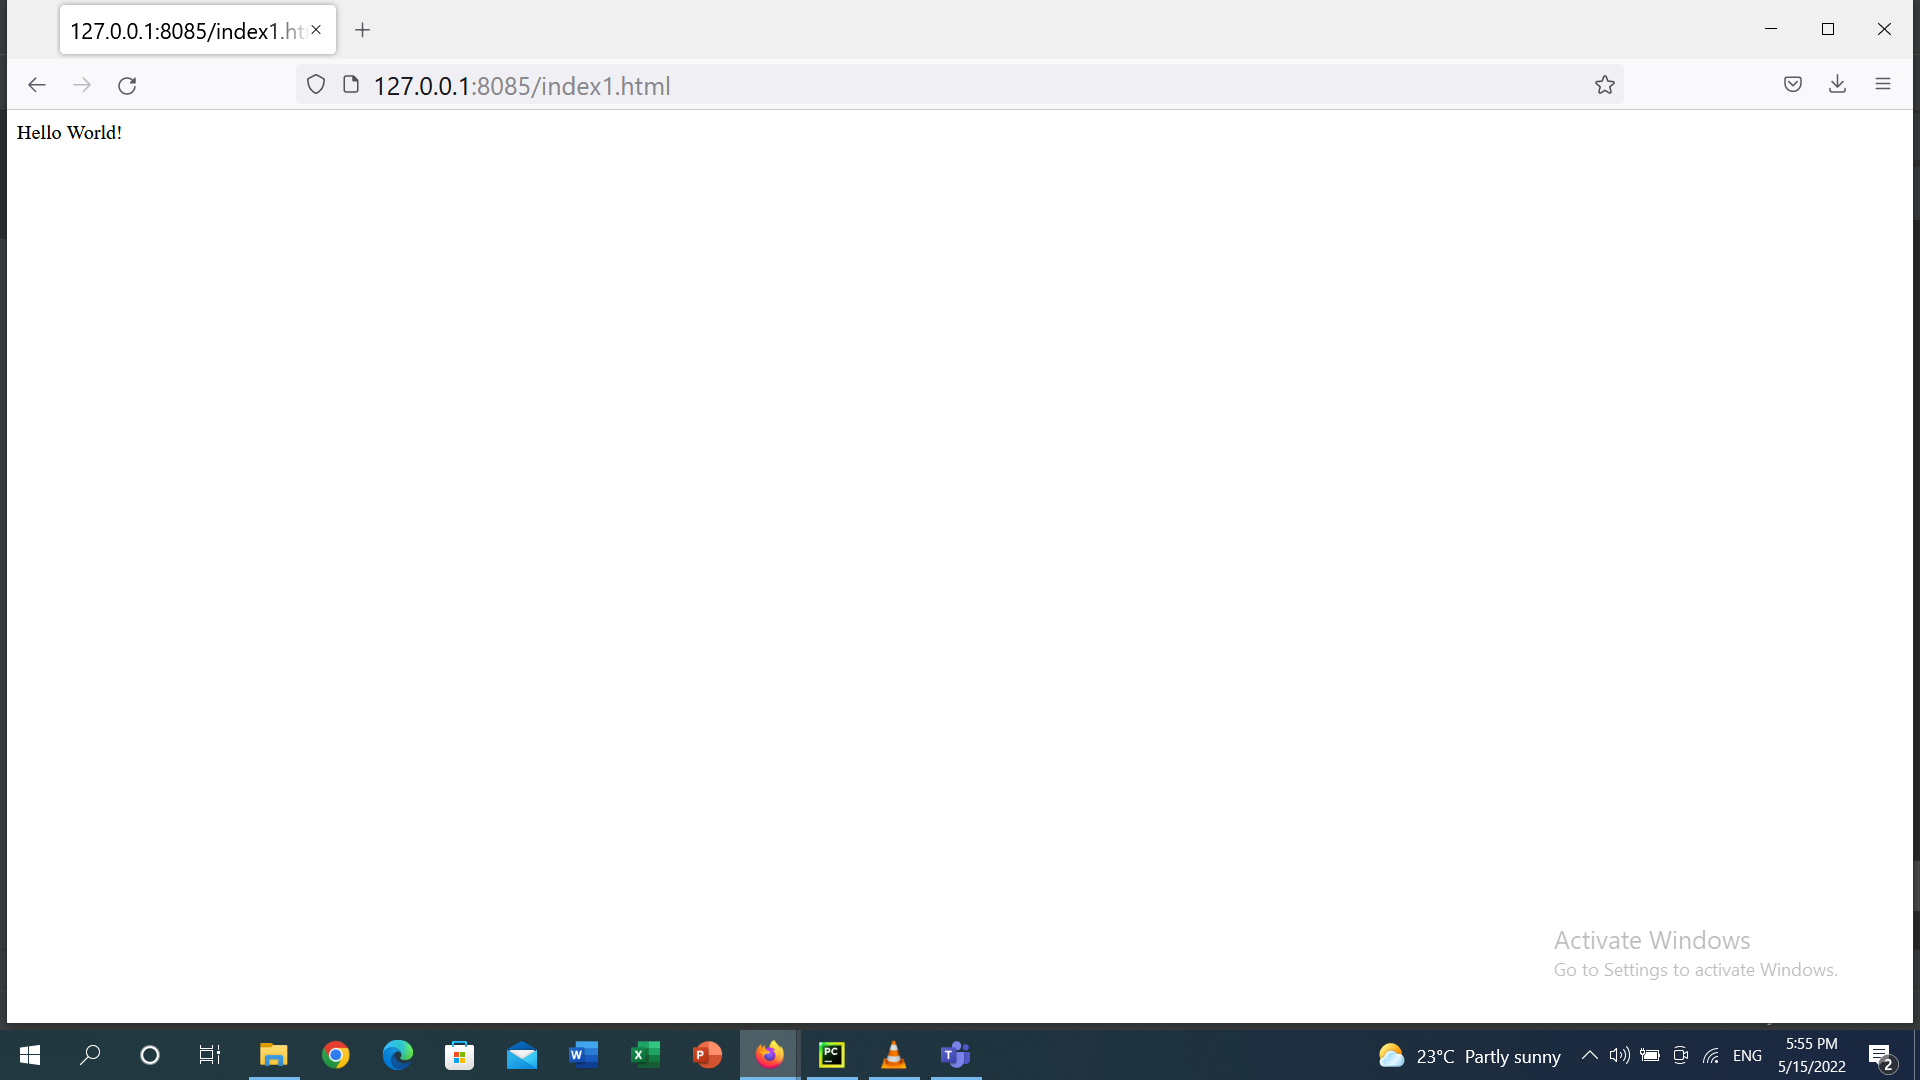 127.0.0.1:8085/index1.ht
127.0.0.1:8085/index1.html
Hello World!
Activate Windows
Go to Settings to activate Windows.
23°C Partly sunny
ENG
5:55 PM
5/15/2022
2
W
X
P
PC
T